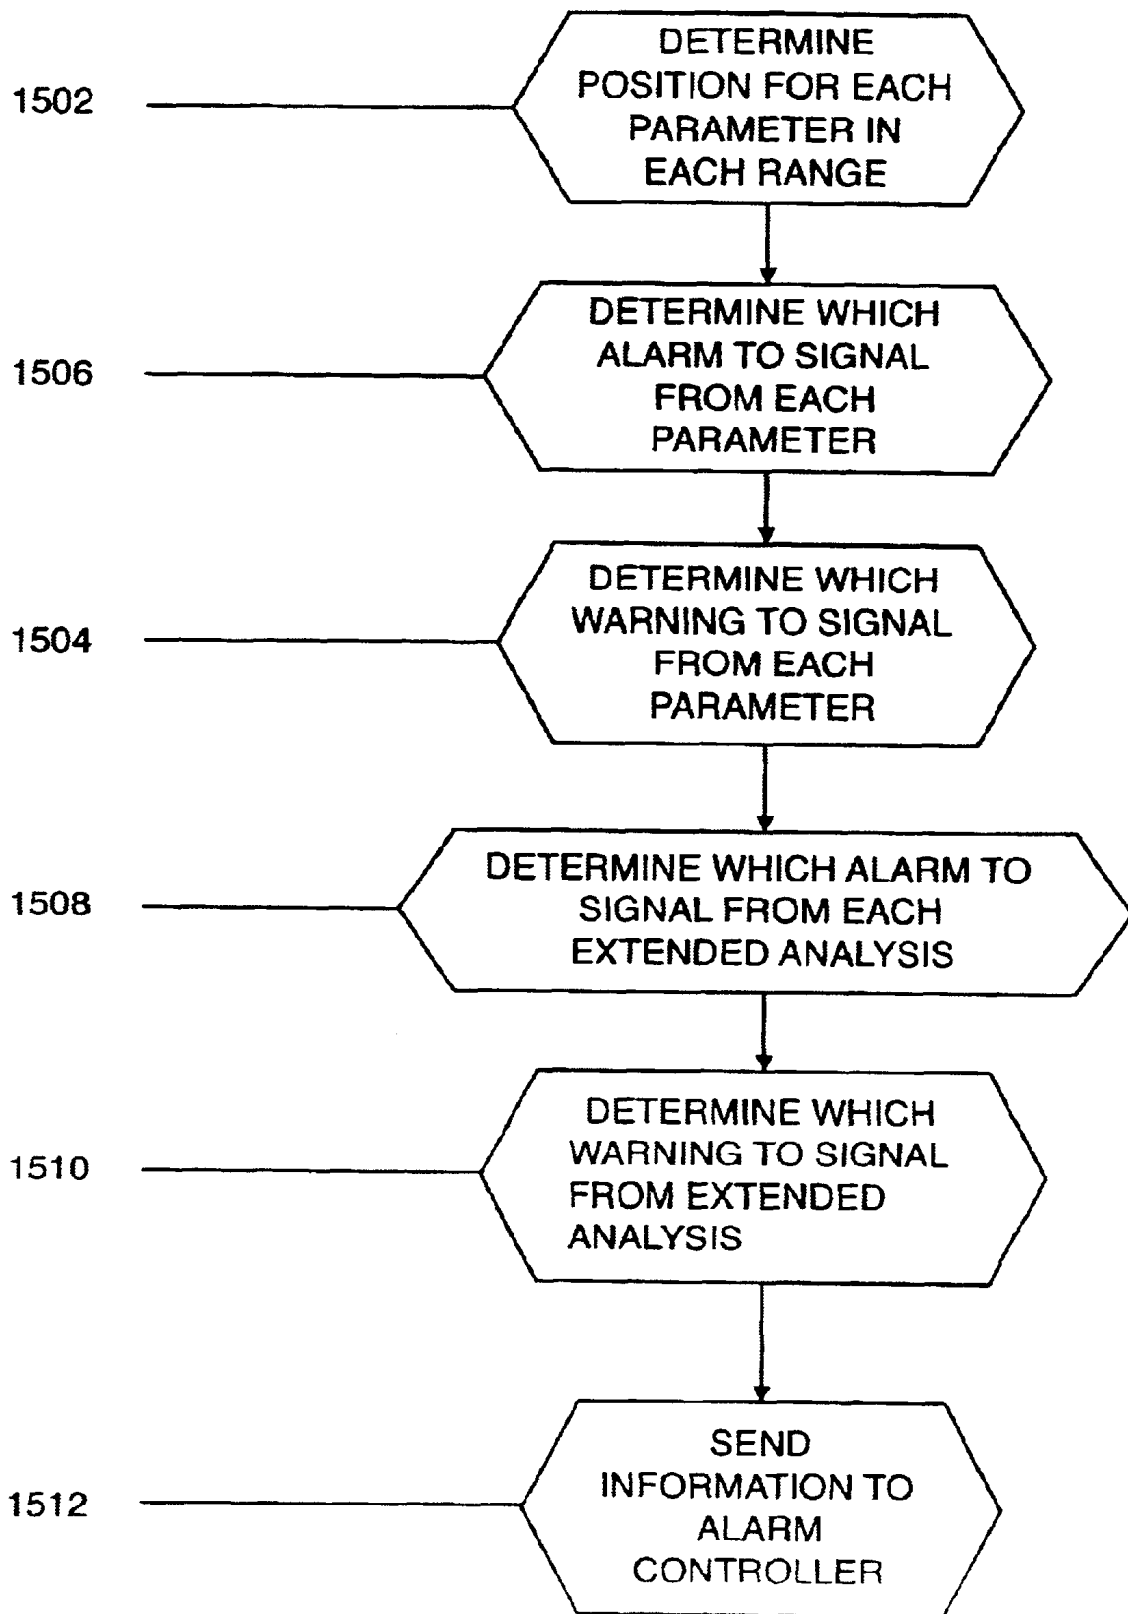 DETERMINE
POSITION FOR EACH
PARAMETER IN
EACH RANGE
1502
DETERMINE WHICH
ALARM TO SIGNAL
FROM EACH
PARAMETER
1506
DETERMINE WHICH
WARNING TO SIGNAL
FROM EACH
PARAMETER
1504
DETERMINE WHICH ALARM TO
SIGNAL FROM EACH
EXTENDED ANALYSIS
1508
DETERMINE WHICH
WARNING TO SIGNAL
FROM EXTENDED
ANALYSIS
1510
SEND
INFORMATION TO
ALARM
CONTROLLER
1512